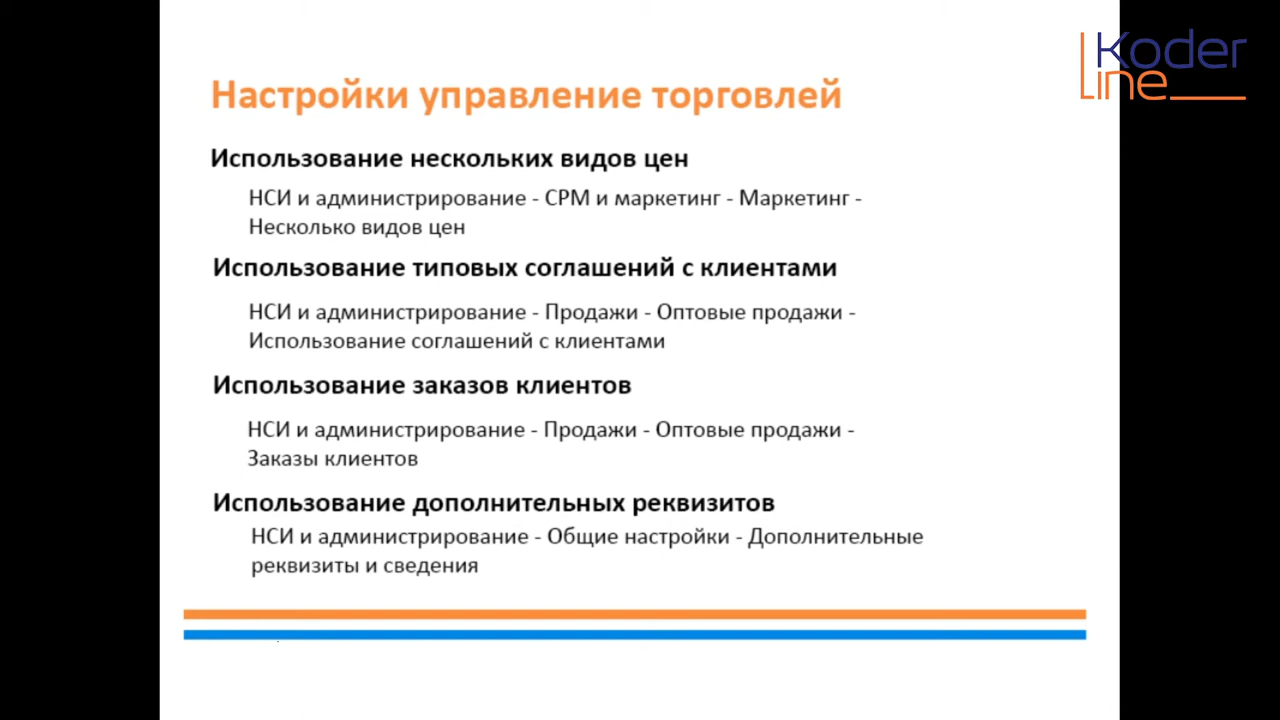 Koder
line
Настройки управление торговлей
Использование нескольких видов цен
НСИ и администрирование - СРМ и маркетинг - Маркетинг -
Несколько видов цен
Использование типовых соглашений с клиентами
НСИ и администрирование - Продажи - Оптовые продажи -
Использование соглашений с клиентами
Использование заказов клиентов
НСИ и администрирование - Продажи - Оптовые продажи -
Заказы клиентов
Использование дополнительных реквизитов
НСИ и администрирование - Общие настройки - Дополнительные
реквизиты и сведения